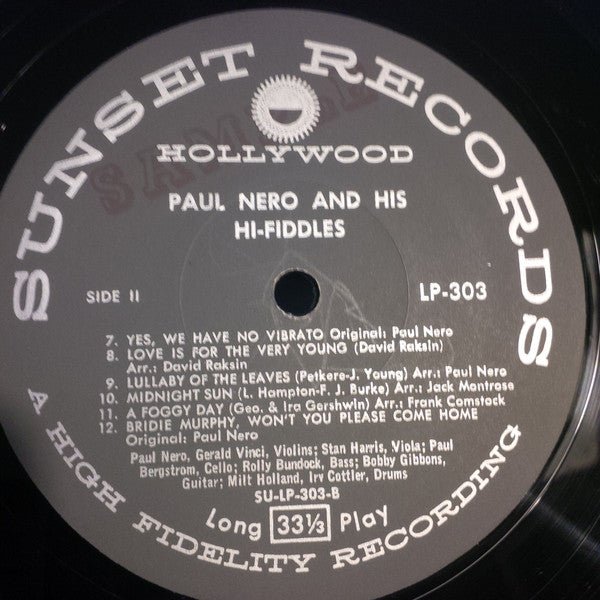 SUNSET RECORDS
SAMPLE
HOLLYWOOD
PAUL NERO AND HIS
HI-FIDDLES
SIDE II
LP-303
7. YES, WE HAVE NO VIBRATO Original: Paul Nero
8. LOVE IS FOR THE VERY YOUNG (David Raksin)
Arr.: David Raksin
9. LULLABY OF THE LEAVES (Petkere-J. Young) Arr.: Paul Nero
10. MIDNIGHT SUN (L. Hampton-F. J. Burke) Arr.: Jack Montrose
11. A FOGGY DAY (Geo. & Ira Gershwin) Arr.: Frank Comstock
12. BRIDIE MURPHY, WON'T YOU PLEASE COME HOME
Original: Paul Nero
Paul Nero, Gerald Vinci, Violins; Stan Harris, Viola; Paul
Bergstrom, Cello; Rolly Bundock, Bass; Bobby Gibbons,
Guitar; Milt Holland, Irv Cottler, Drums
SU-LP-303-B
Long 33⅓ Play
A HIGH FIDELITY RECORDING